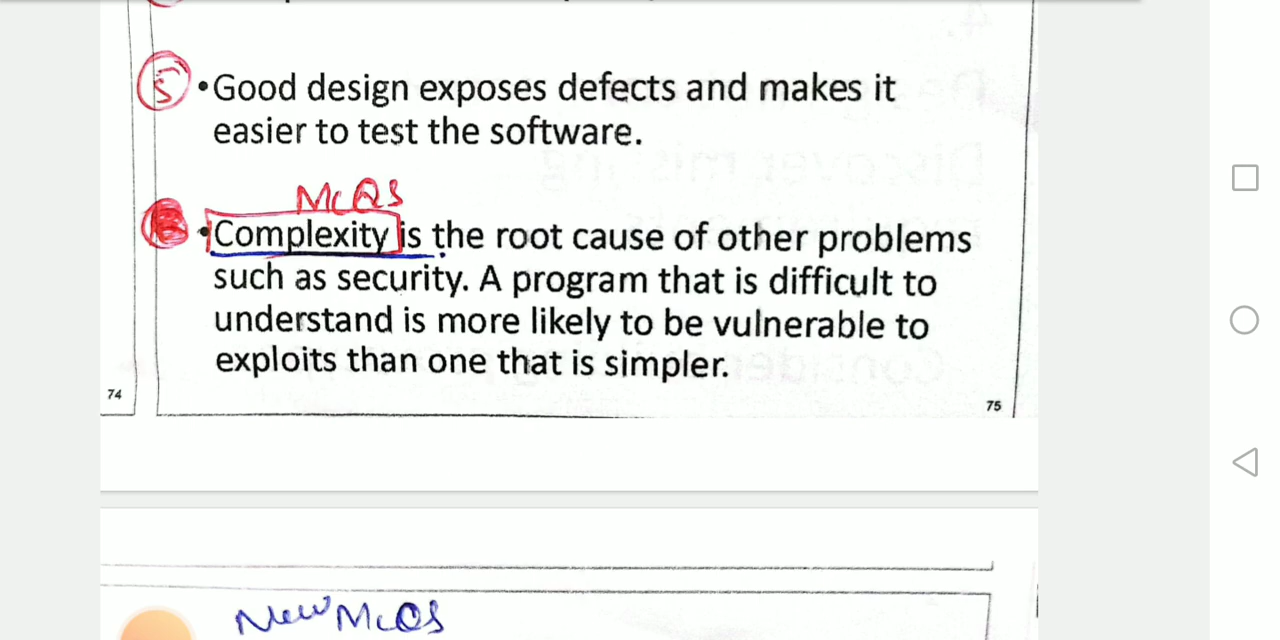 5
•Good design exposes defects and makes it
easier to test the software.
MCQS
•Complexity is the root cause of other problems
such as security. A program that is difficult to
understand is more likely to be vulnerable to
exploits than one that is simpler.
74
75
New MCQS